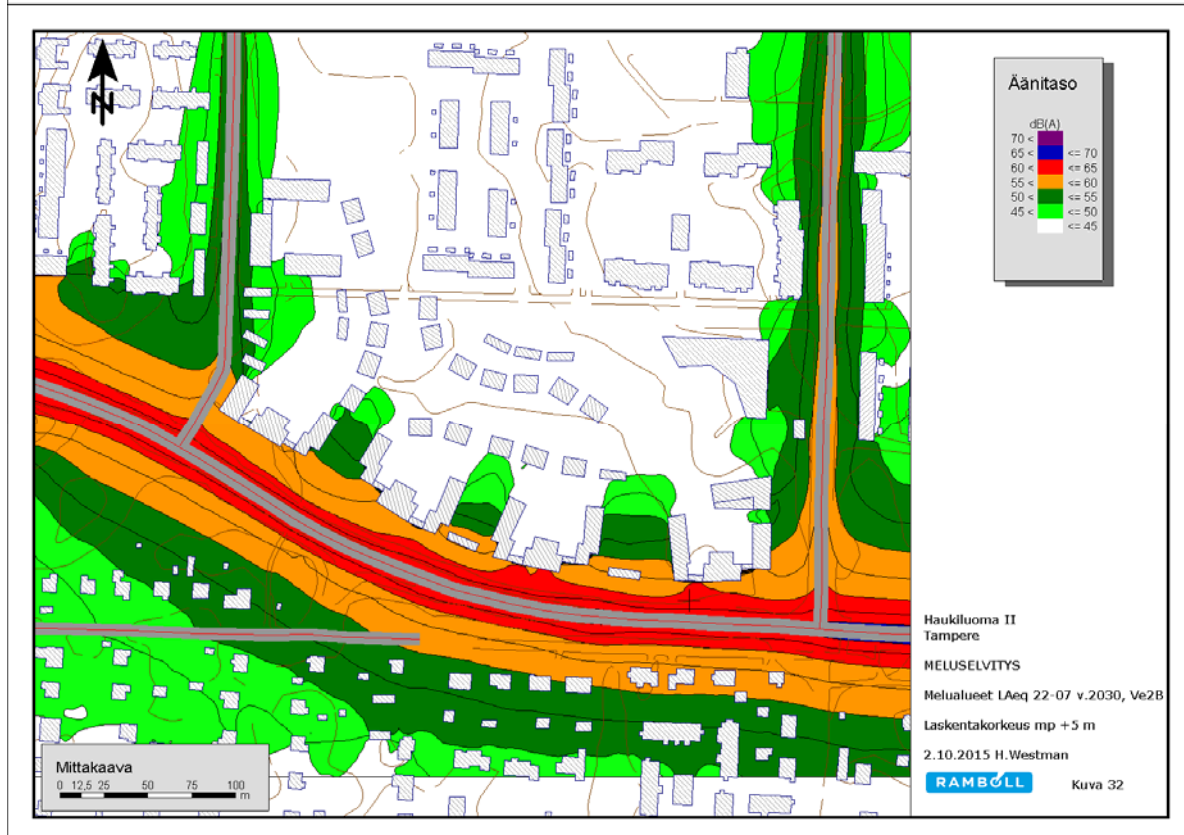 N
Äänitaso
dB(A)
70 <
65 < <= 70
60 < <= 65
55 < <= 60
50 < <= 55
45 < <= 50
<= 45
Haukiluoma II
Tampere
MELUSELVITYS
Melualueet LAeq 22-07 v.2030, Ve2B
Laskentakorkeus mp +5 m
2.10.2015 H.Westman
RAMBOLL Kuva 32
Mittakaava
0 12,5 25 50 75 100
m